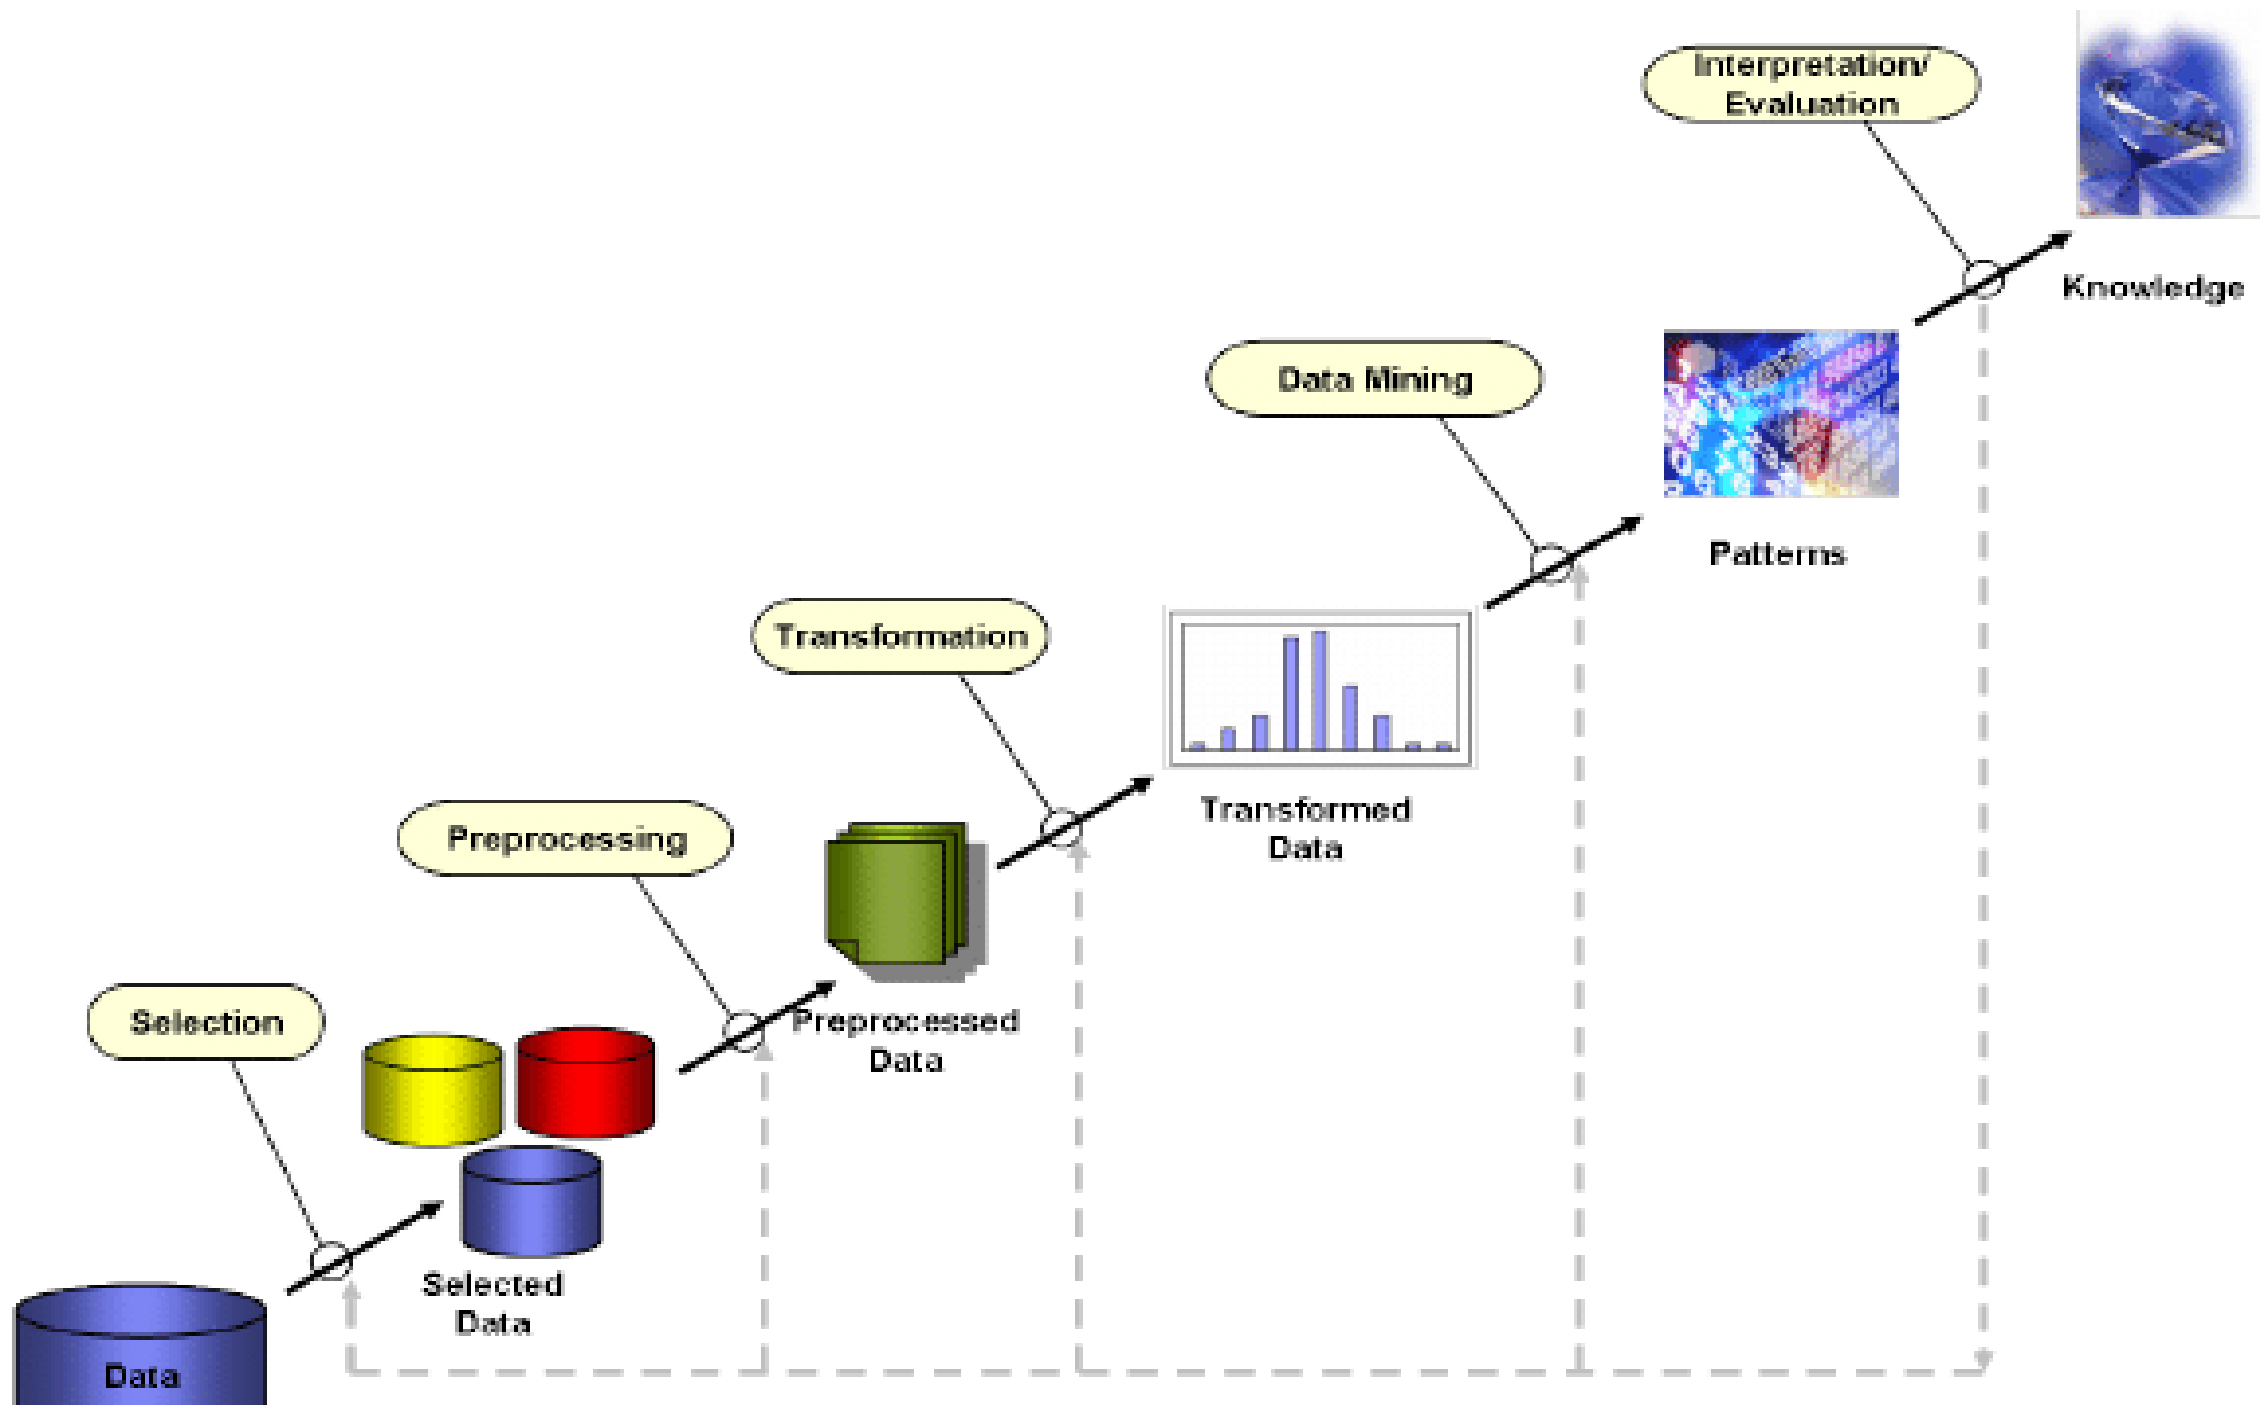 Interpretation/
Evaluation
Knowledge
Data Mining
Patterns
Transformation
Transformed
Data
Preprocessing
Preprocessed
Data
Selection
Selected
Data
Data